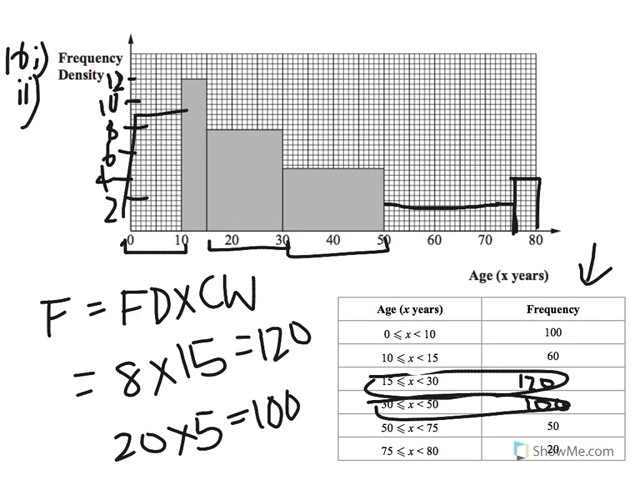 16i)
ii)
Frequency
Density
12
10
8
6
4
2
0 10 20 30 40 50 60 70 80
Age (x years)
F = FD X CW
= 8 X 15 = 120
20 X 5 = 100
Age (x years) Frequency
0 ⩽ x < 10 100
10 ⩽ x < 15 60
15 ⩽ x < 30 120
30 ⩽ x < 50 100
50 ⩽ x < 75 50
75 ⩽ x < 80 20
ShowMe.com